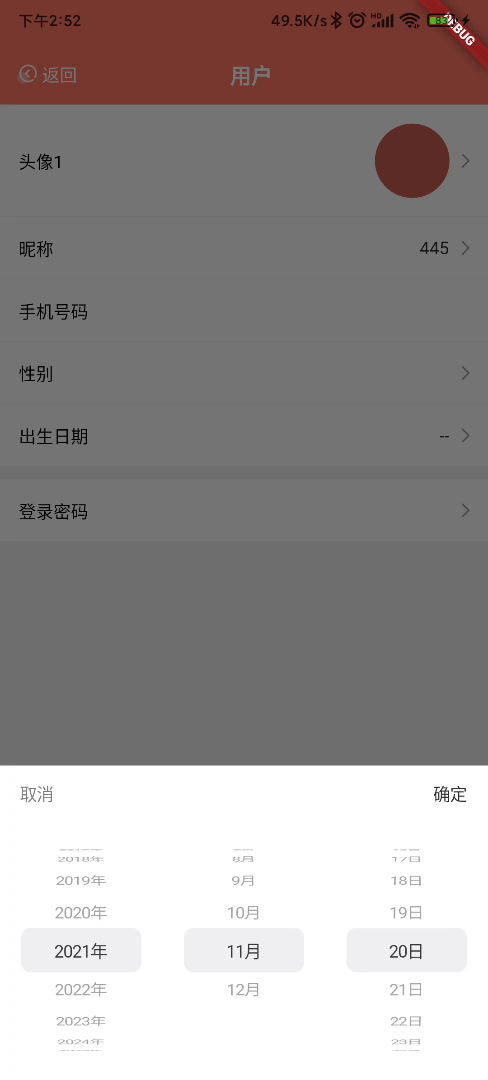 下午2:52 49.5K/s HD 83
DEBUG
返回 用户
头像1
昵称 445
手机号码
性别
出生日期 --
登录密码
取消 确定
2018年 8月 17日
2019年 9月 18日
2020年 10月 19日
2021年 11月 20日
2022年 12月 21日
2023年 22日
2024年 23日